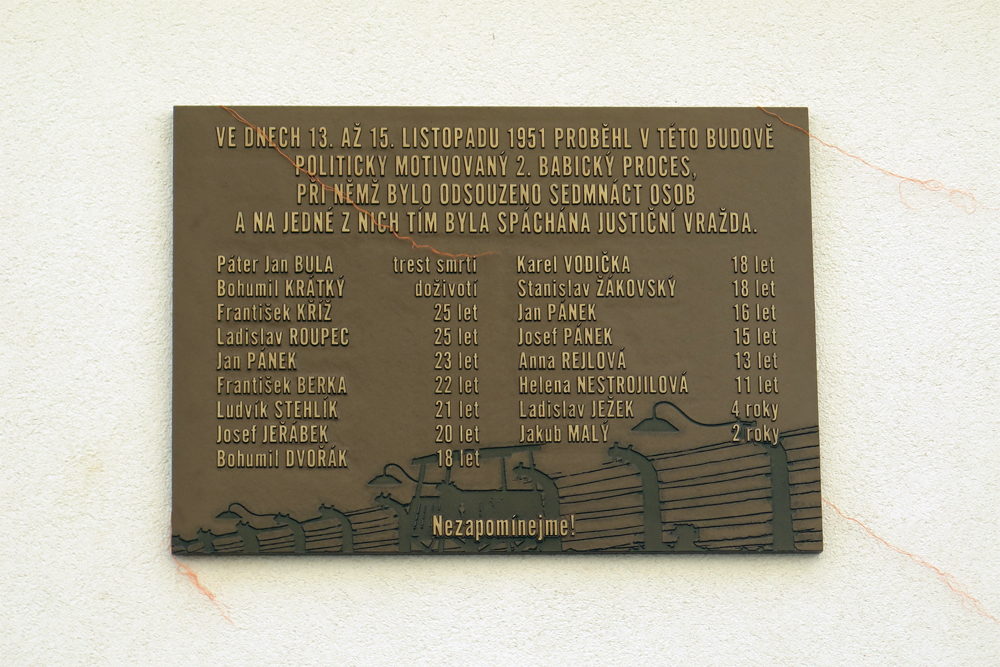 VE DNECH 13. AŽ 15. LISTOPADU 1951 PROBĚHL V TÉTO BUDOVĚ
POLITICKY MOTIVOVANÝ 2. BABICKÝ PROCES,
PŘI NĚMŽ BYLO ODSOUZENO SEDMNÁCT OSOB
A NA JEDNÉ Z NICH TÍM BYLA SPÁCHÁNA JUSTIČNÍ VRAŽDA.
Páter Jan BULA trest smrti
Bohumil KRÁTKÝ doživotí
František KŘÍŽ 25 let
Ladislav ROUPEC 25 let
Jan PÁNEK 23 let
František BERKA 22 let
Ludvík STEHLÍK 21 let
Josef JEŘÁBEK 20 let
Bohumil DVOŘÁK 18 let
Karel VODIČKA 18 let
Stanislav ŽÁKOVSKÝ 18 let
Jan PÁNEK 16 let
Josef PÁNEK 15 let
Anna REJLOVÁ 13 let
Helena NESTROJILOVÁ 11 let
Ladislav JEŽEK 4 roky
Jakub MALÝ 2 roky
Nezapomínejme!